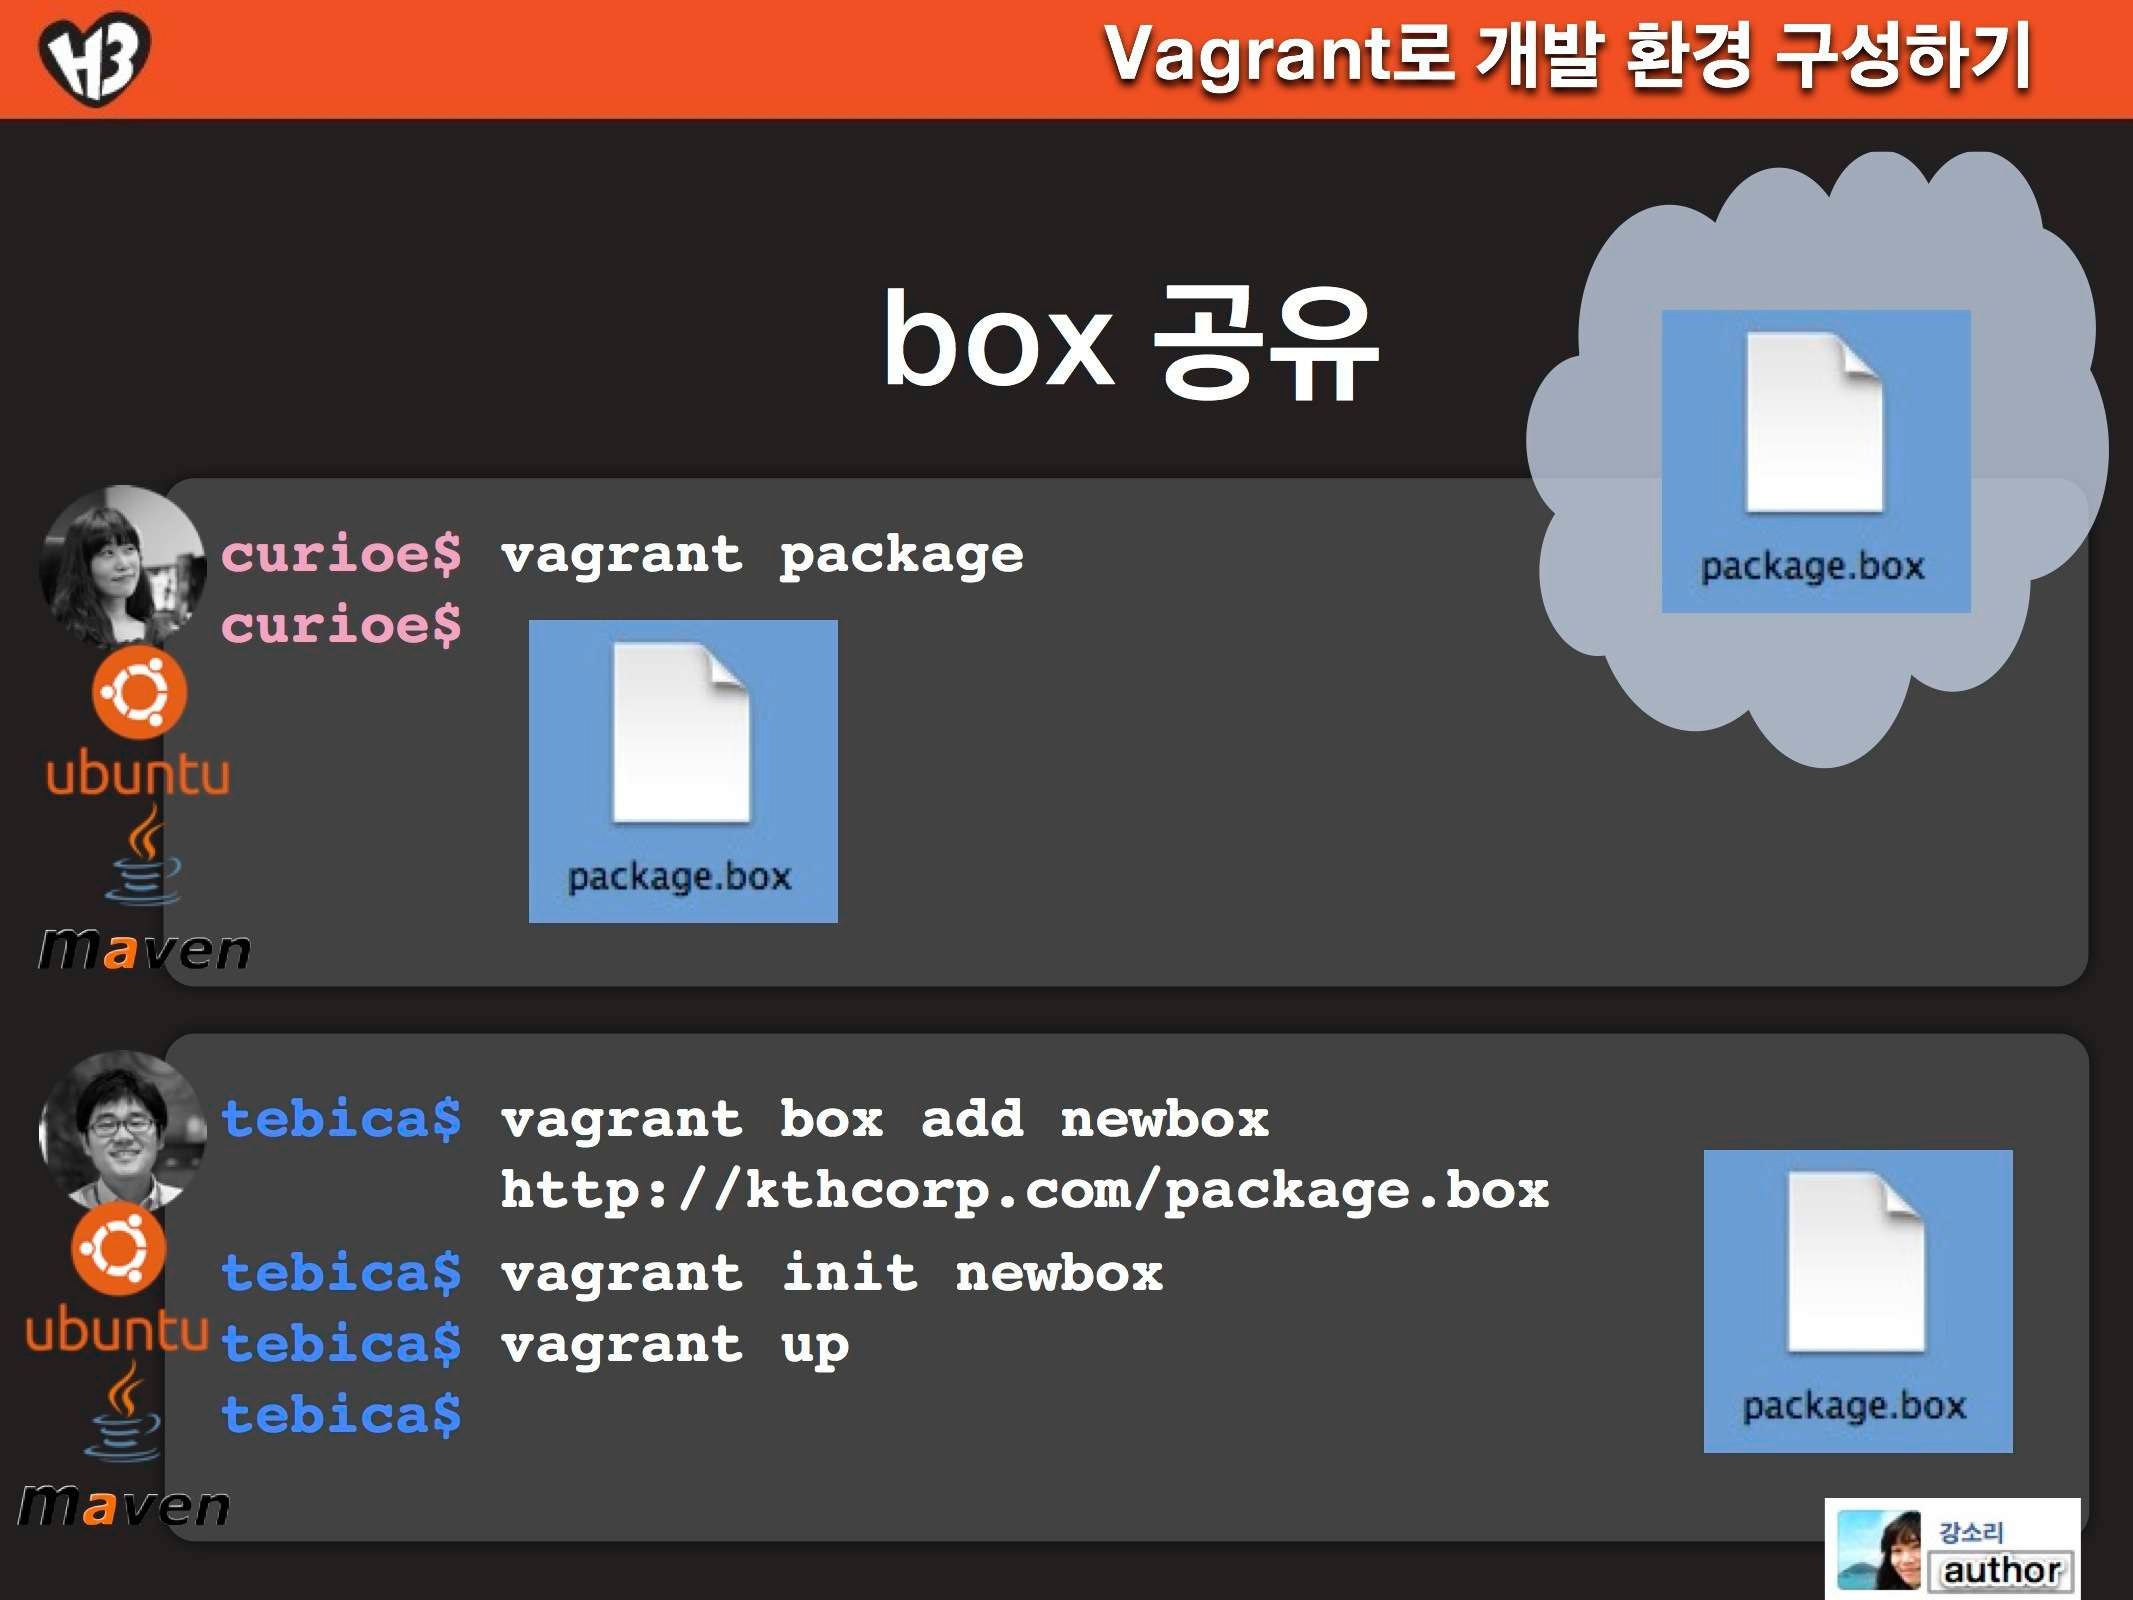 H3
Vagrant로 개발 환경 구성하기
box 공유
package.box
curioe$ vagrant package
curioe$
package.box
ubuntu
maven
tebica$ vagrant box add newbox
http://kthcorp.com/package.box
tebica$ vagrant init newbox
tebica$ vagrant up
tebica$
package.box
ubuntu
maven
강소리
author